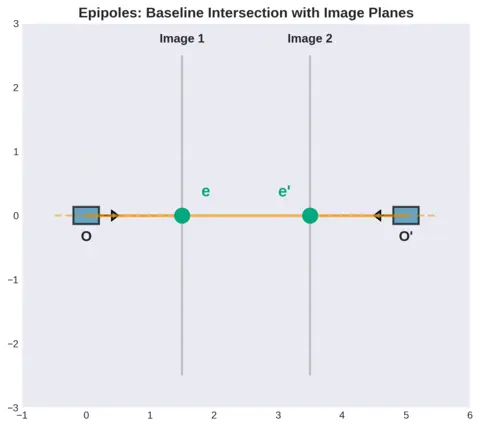 Epipoles: Baseline Intersection with Image Planes
Image 1 Image 2
3
2
1
0
−1
−2
−3
e e'
O O'
−1 0 1 2 3 4 5 6